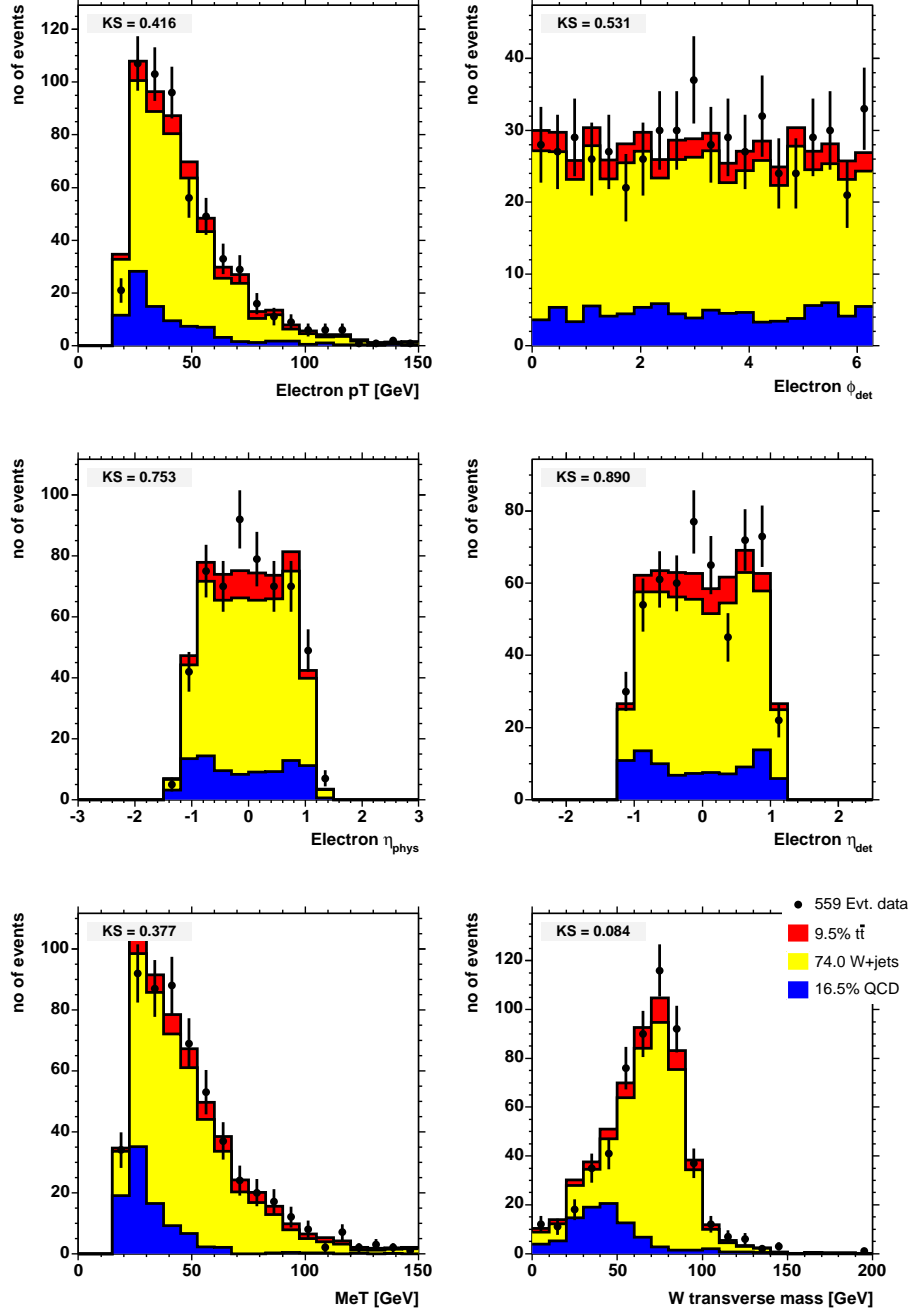 no of events
KS = 0.416
120
100
80
60
40
20
0
0 50 100 150
Electron pT [GeV]
no of events
KS = 0.531
40
30
20
10
0
0 2 4 6
Electron ϕdet
no of events
KS = 0.753
100
80
60
40
20
0
-3 -2 -1 0 1 2 3
Electron ηphys
no of events
KS = 0.890
80
60
40
20
0
-2 -1 0 1 2
Electron ηdet
no of events
KS = 0.377
100
80
60
40
20
0
0 50 100 150
MeT [GeV]
no of events
KS = 0.084
120
100
80
60
40
20
0
0 50 100 150 200
W transverse mass [GeV]
559 Evt. data
9.5% tt̄
74.0 W+jets
16.5% QCD